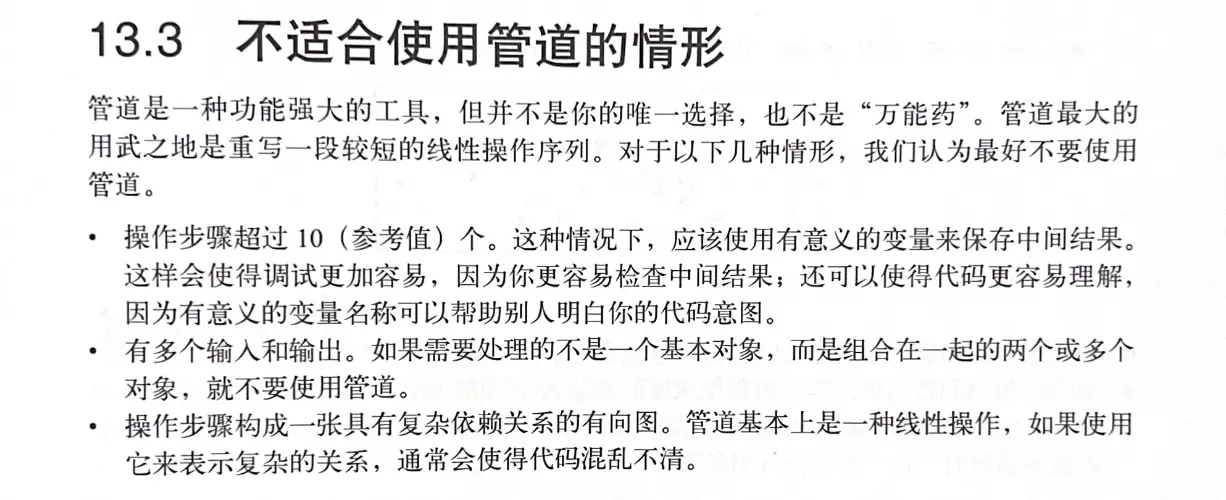 13.3 不适合使用管道的情形
管道是一种功能强大的工具，但并不是你的唯一选择，也不是“万能药”。管道最大的
用武之地是重写一段较短的线性操作序列。对于以下几种情形，我们认为最好不要使用
管道。
• 操作步骤超过 10（参考值）个。这种情况下，应该使用有意义的变量来保存中间结果。
这样会使得调试更加容易，因为你更容易检查中间结果；还可以使得代码更容易理解，
因为有意义的变量名称可以帮助别人明白你的代码意图。
• 有多个输入和输出。如果需要处理的不是一个基本对象，而是组合在一起的两个或多个
对象，就不要使用管道。
• 操作步骤构成一张具有复杂依赖关系的有向图。管道基本上是一种线性操作，如果使用
它来表示复杂的关系，通常会使得代码混乱不清。